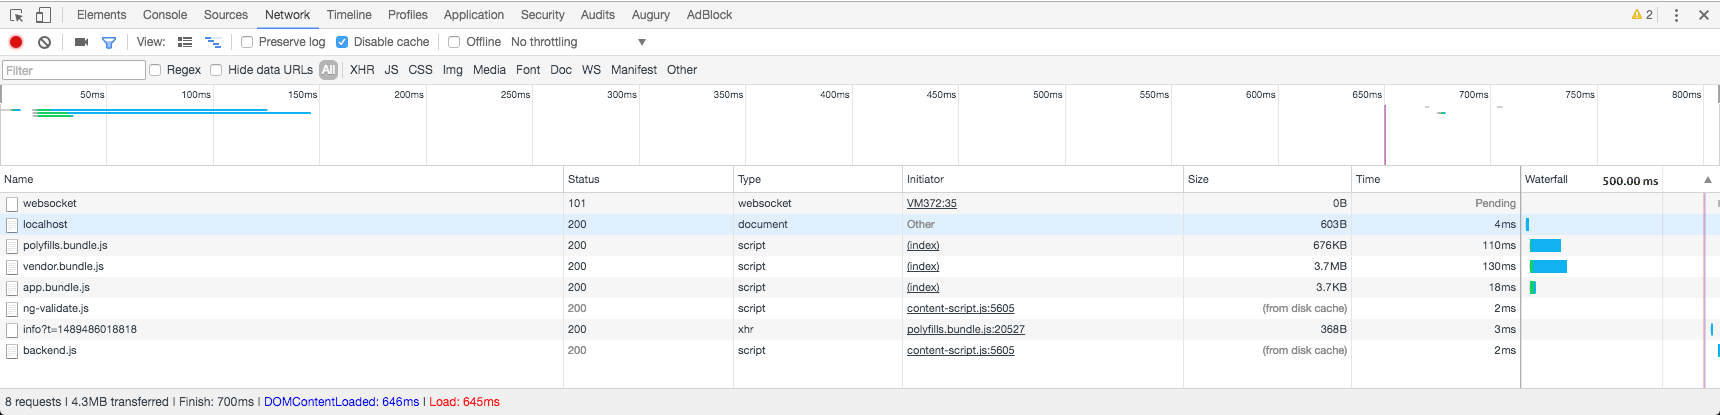 Elements Console Sources Network Timeline Profiles Application Security Audits Augury AdBlock 2
View: Preserve log Disable cache Offline No throttling
Filter Regex Hide data URLs All XHR JS CSS Img Media Font Doc WS Manifest Other
50ms 100ms 150ms 200ms 250ms 300ms 350ms 400ms 450ms 500ms 550ms 600ms 650ms 700ms 750ms 800ms
Name Status Type Initiator Size Time Waterfall 500.00 ms
websocket 101 websocket VM372:35 0B Pending
localhost 200 document Other 603B 4ms
polyfills.bundle.js 200 script (index) 676KB 110ms
vendor.bundle.js 200 script (index) 3.7MB 130ms
app.bundle.js 200 script (index) 3.7KB 18ms
ng-validate.js 200 script content-script.js:5605 (from disk cache) 2ms
info?t=1489486018818 200 xhr polyfills.bundle.js:20527 368B 3ms
backend.js 200 script content-script.js:5605 (from disk cache) 2ms
8 requests | 4.3MB transferred | Finish: 700ms | DOMContentLoaded: 646ms | Load: 645ms